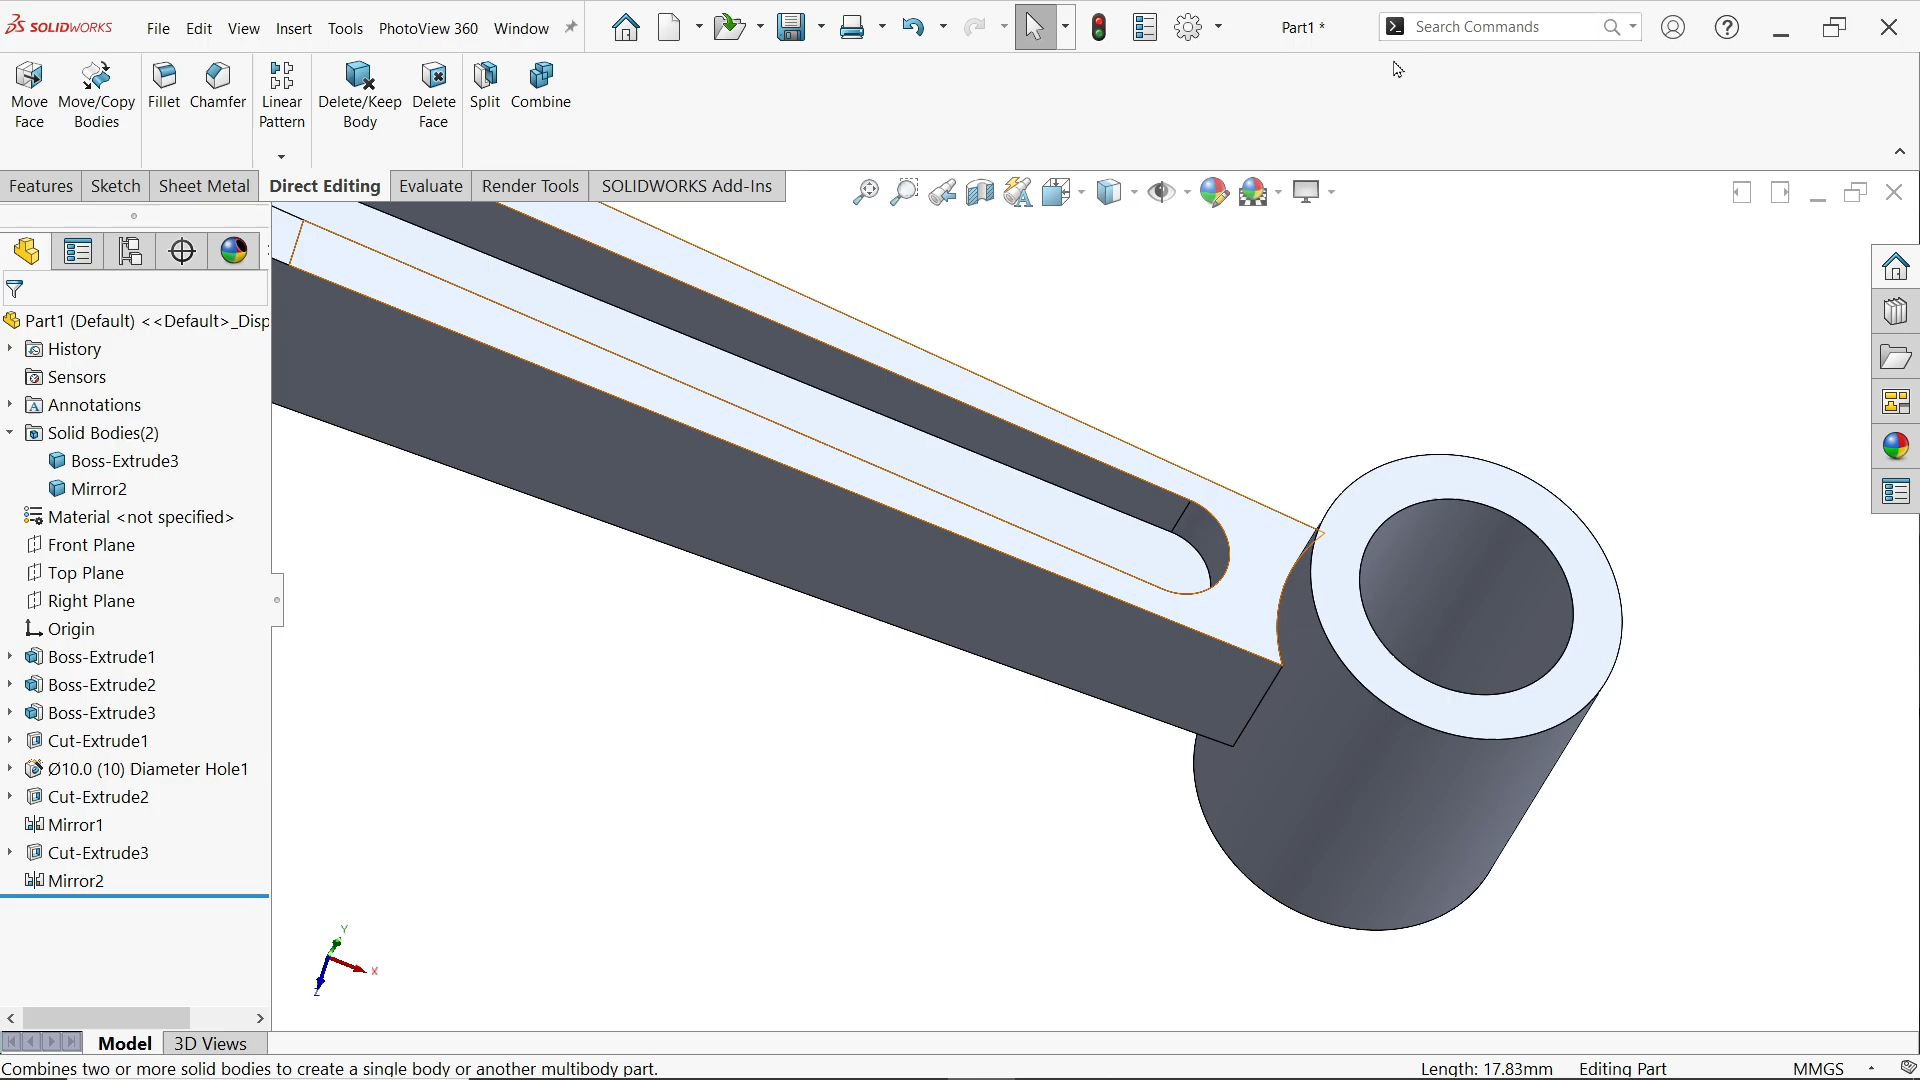 SOLIDWORKS File Edit View Insert Tools PhotoView 360 Window Part1 * Search Commands
Move Face Move/Copy Bodies Fillet Chamfer Linear Pattern Delete/Keep Body Delete Face Split Combine
Features Sketch Sheet Metal Direct Editing Evaluate Render Tools SOLIDWORKS Add-Ins
Part1 (Default) <<Default>_Disp
History
Sensors
Annotations
Solid Bodies(2)
Boss-Extrude3
Mirror2
Material <not specified>
Front Plane
Top Plane
Right Plane
Origin
Boss-Extrude1
Boss-Extrude2
Boss-Extrude3
Cut-Extrude1
Ø10.0 (10) Diameter Hole1
Cut-Extrude2
Mirror1
Cut-Extrude3
Mirror2
Y
X
Z
Model 3D Views
Combines two or more solid bodies to create a single body or another multibody part. Length: 17.83mm Editing Part MMGS